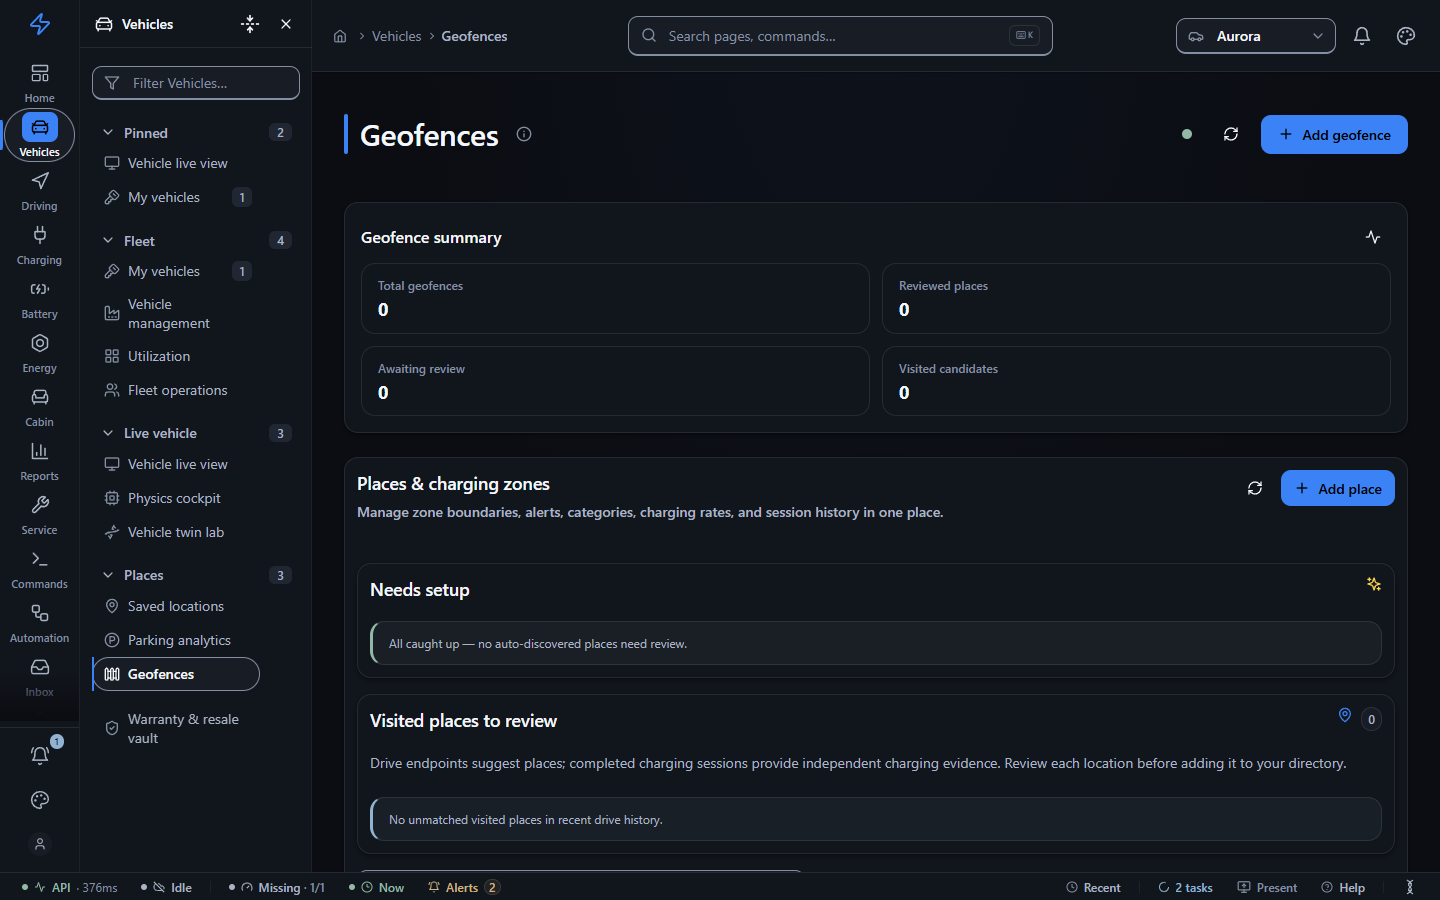 Home
Vehicles
Driving
Charging
Battery
Energy
Cabin
Reports
Service
Commands
Automation
Inbox
1
Vehicles
Filter Vehicles...
Pinned 2
Vehicle live view
My vehicles 1
Fleet 4
My vehicles 1
Vehicle
management
Utilization
Fleet operations
Live vehicle 3
Vehicle live view
Physics cockpit
Vehicle twin lab
Places 3
Saved locations
Parking analytics
Geofences
Warranty & resale
vault
Vehicles Geofences
Search pages, commands... K
Aurora
Geofences
Add geofence
Geofence summary
Total geofences
0
Reviewed places
0
Awaiting review
0
Visited candidates
0
Places & charging zones
Add place
Manage zone boundaries, alerts, categories, charging rates, and session history in one place.
Needs setup
All caught up — no auto-discovered places need review.
Visited places to review
0
Drive endpoints suggest places; completed charging sessions provide independent charging evidence. Review each location before adding it to your directory.
No unmatched visited places in recent drive history.
API · 376ms Idle Missing · 1/1 Now Alerts 2 Recent 2 tasks Present Help